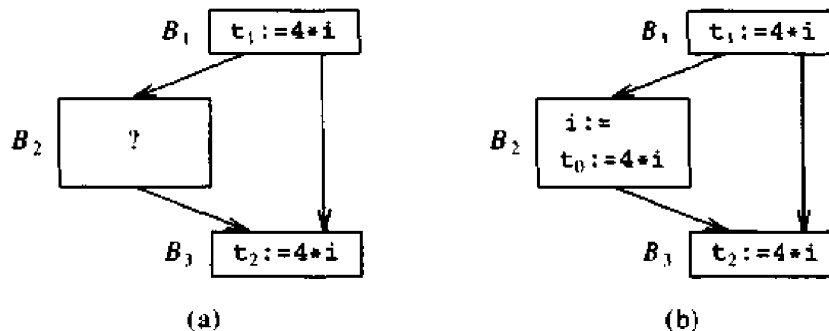 B₁ t₁:=4*i
B₂ ?
B₃ t₂:=4*i
(a)
B₁ t₁:=4*i
B₂ i:=
t₀:=4*i
B₃ t₂:=4*i
(b)